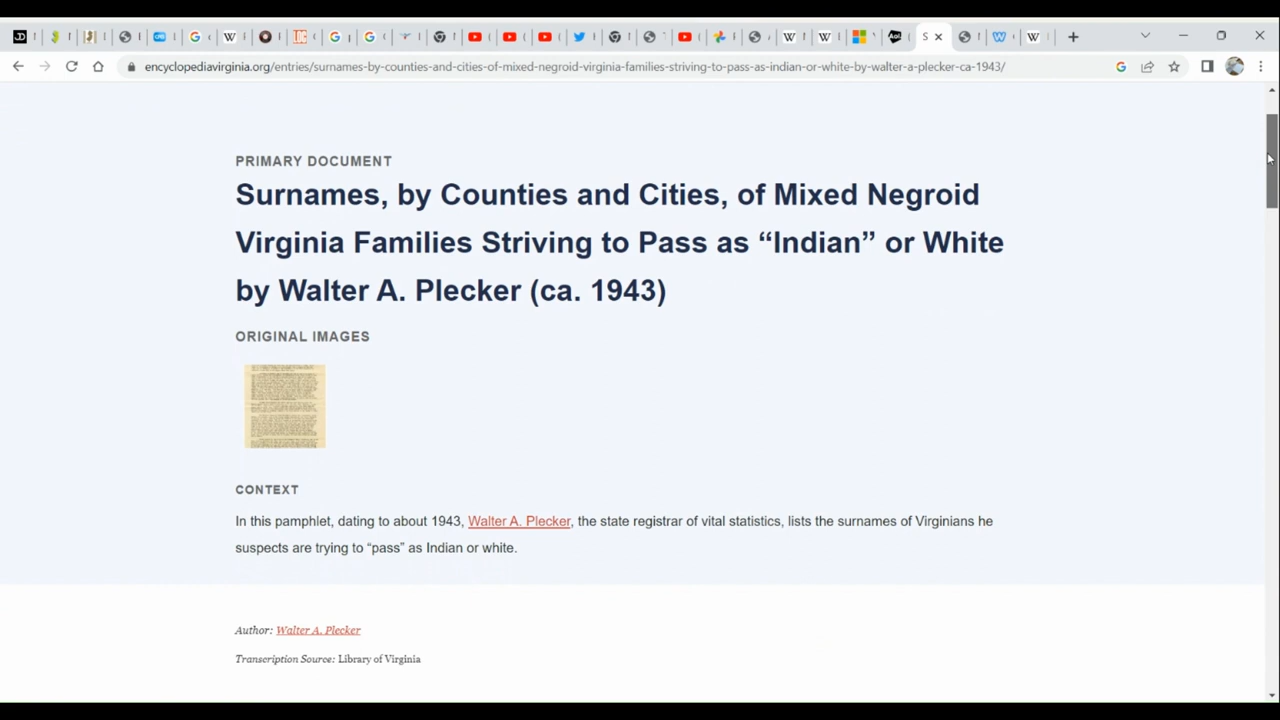 encyclopediavirginia.org/entries/surnames-by-counties-and-cities-of-mixed-negroid-virginia-families-striving-to-pass-as-indian-or-white-by-walter-a-plecker-ca-1943/
PRIMARY DOCUMENT
Surnames, by Counties and Cities, of Mixed Negroid
Virginia Families Striving to Pass as “Indian” or White
by Walter A. Plecker (ca. 1943)
ORIGINAL IMAGES
CONTEXT
In this pamphlet, dating to about 1943, Walter A. Plecker, the state registrar of vital statistics, lists the surnames of Virginians he
suspects are trying to “pass” as Indian or white.
Author: Walter A. Plecker
Transcription Source: Library of Virginia